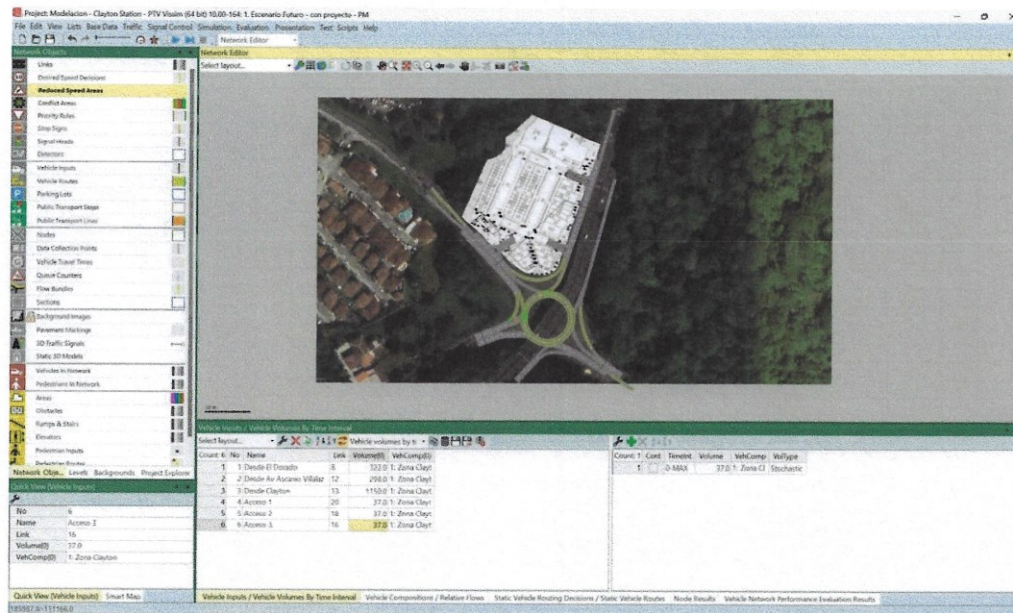 Project: Modelacion - Clayton Station - PTV Vissim (64 bit) 10.00-164: 1. Escenario Futuro - con proyecto - PM
File Edit View Lists Base Data Traffic Signal Control Simulation Evaluation Presentation Test Scripts Help
Network Editor
Network Objects
Links
Desired Speed Decisions
Reduced Speed Areas
Conflict Areas
Priority Rules
Stop Signs
Signal Heads
Detectors
Vehicle Inputs
Vehicle Routes
Parking Lots
Public Transport Stops
Public Transport Lines
Nodes
Data Collection Points
Vehicle Travel Times
Queue Counters
Flow Bundles
Sections
Background Images
Pavement Markings
3D Traffic Signals
Static 3D Models
Vehicles In Network
Pedestrians In Network
Areas
Obstacles
Ramps & Stairs
Elevators
Pedestrian Inputs
Pedestrian Routes
Network Obje... Levels Backgrounds Project Explorer
Quick View (Vehicle Inputs)
No 6
Name Acceso 3
Link 16
Volume(0) 37.0
VehComp(0) 1: Zona Clayton
Quick View (Vehicle Inputs) Smart Map
Network Editor
Select layout...
Vehicle Inputs / Vehicle Volumes By Time Interval
Select layout... Vehicle volumes by ti
Count: 6 No Name Link Volume(0) VehComp(0)
1 1 Desde El Dorado 8 1: Zona Clayt
2 2 Desde Av Ascanio Villalaz 12 1: Zona Clayt
3 3 Desde Clayton 13 1150.0 1: Zona Clayt
4 4 Acceso 1 20 37.0 1: Zona Clayt
5 5 Acceso 2 18 37.0 1: Zona Clayt
6 6 Acceso 3 16 37.0 1: Zona Clayt
Count: 1 Cont TimeInt Volume VehComp VolType
1 0-MAX 37.0 1: Zona Cl Stochastic
Vehicle Inputs / Vehicle Volumes By Time Interval Vehicle Compositions / Relative Flows Static Vehicle Routing Decisions / Static Vehicle Routes Node Results Vehicle Network Performance Evaluation Results